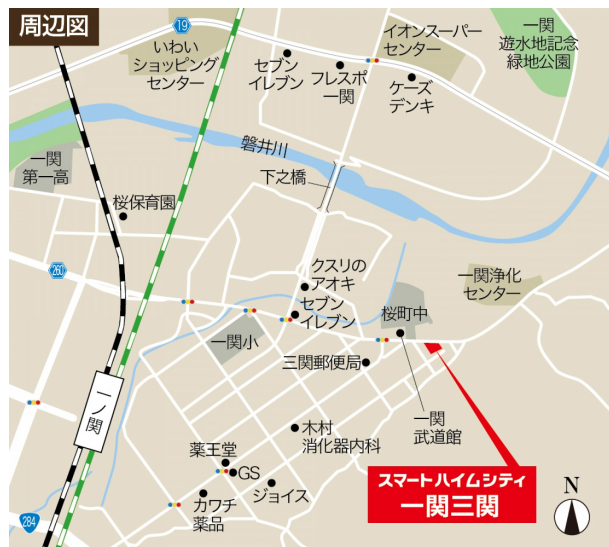 周辺図
19
いわい
ショッピング
センター
セブン
イレブン
フレスポ
一関
イオンスーパー
センター
ケーズ
デンキ
一関
遊水地記念
緑地公園
一関
第一高
磐井川
下之橋
桜保育園
260
クスリの
アオキ
セブン
イレブン
一関浄化
センター
桜町中
一関小
三関郵便局
一ノ関
一関
武道館
木村
消化器内科
薬王堂
GS
ジョイス
カワチ
薬品
スマートハイムシティ
一関三関
N
284